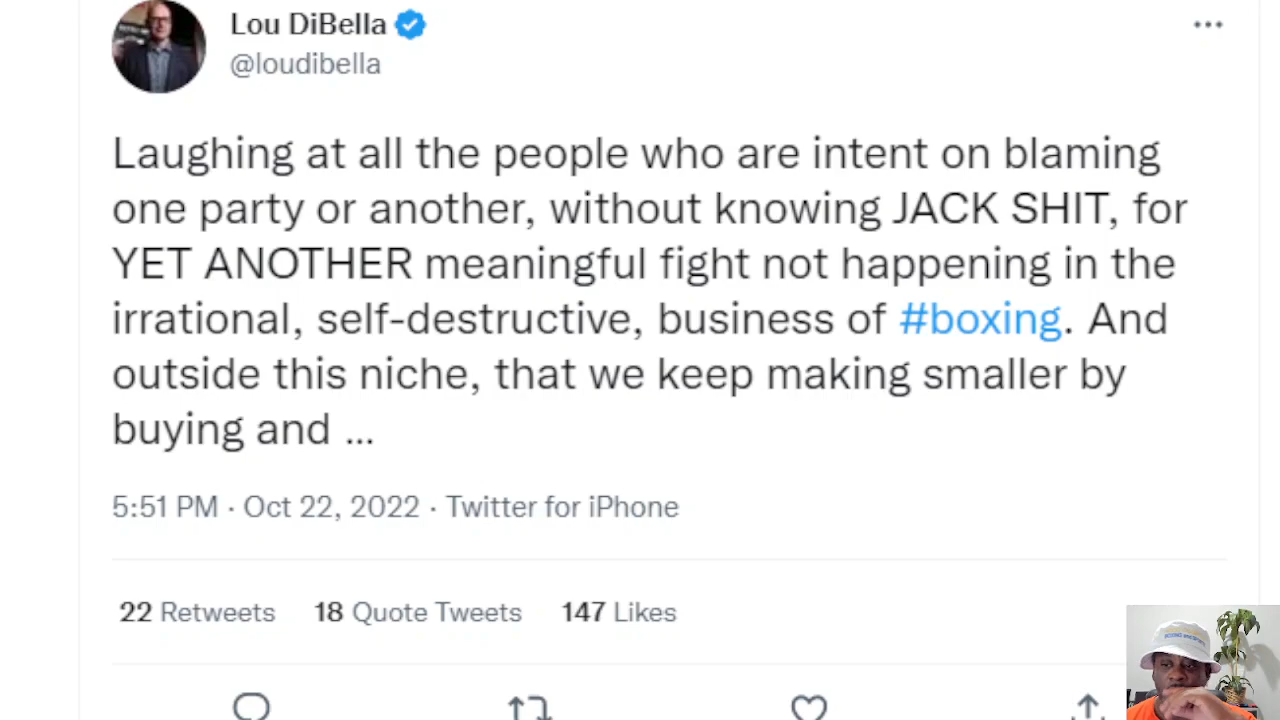 Lou DiBella
@loudibella
Laughing at all the people who are intent on blaming
one party or another, without knowing JACK SHIT, for
YET ANOTHER meaningful fight not happening in the
irrational, self-destructive, business of #boxing. And
outside this niche, that we keep making smaller by
buying and ...
5:51 PM · Oct 22, 2022 · Twitter for iPhone
22 Retweets 18 Quote Tweets 147 Likes